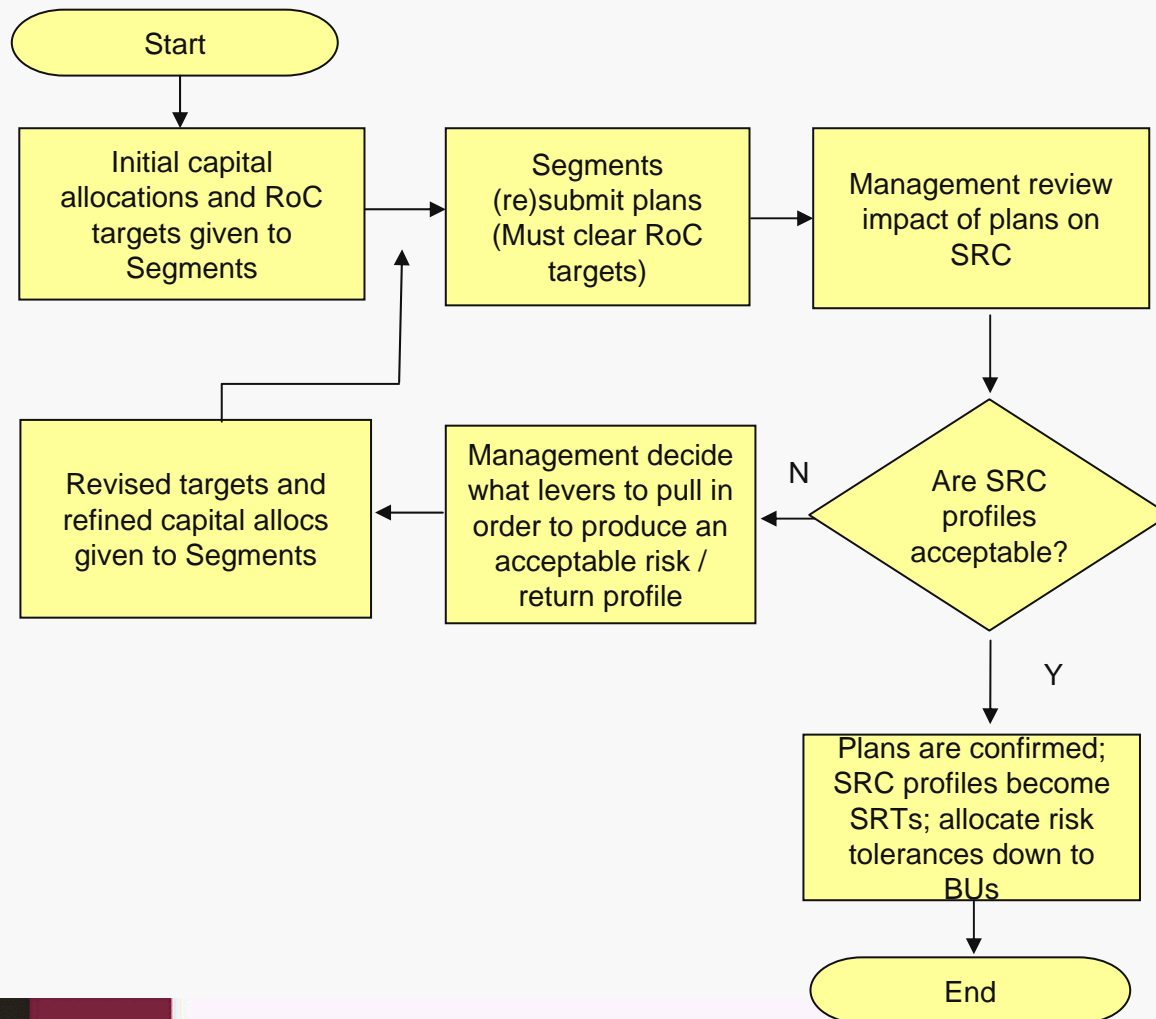 Start
Initial capital
allocations and RoC
targets given to
Segments
Segments
(re)submit plans
(Must clear RoC
targets)
Management review
impact of plans on
SRC
Revised targets and
refined capital allocs
given to Segments
Management decide
what levers to pull in
order to produce an
acceptable risk /
return profile
N
Are SRC
profiles
acceptable?
Y
Plans are confirmed;
SRC profiles become
SRTs; allocate risk
tolerances down to
BUs
End